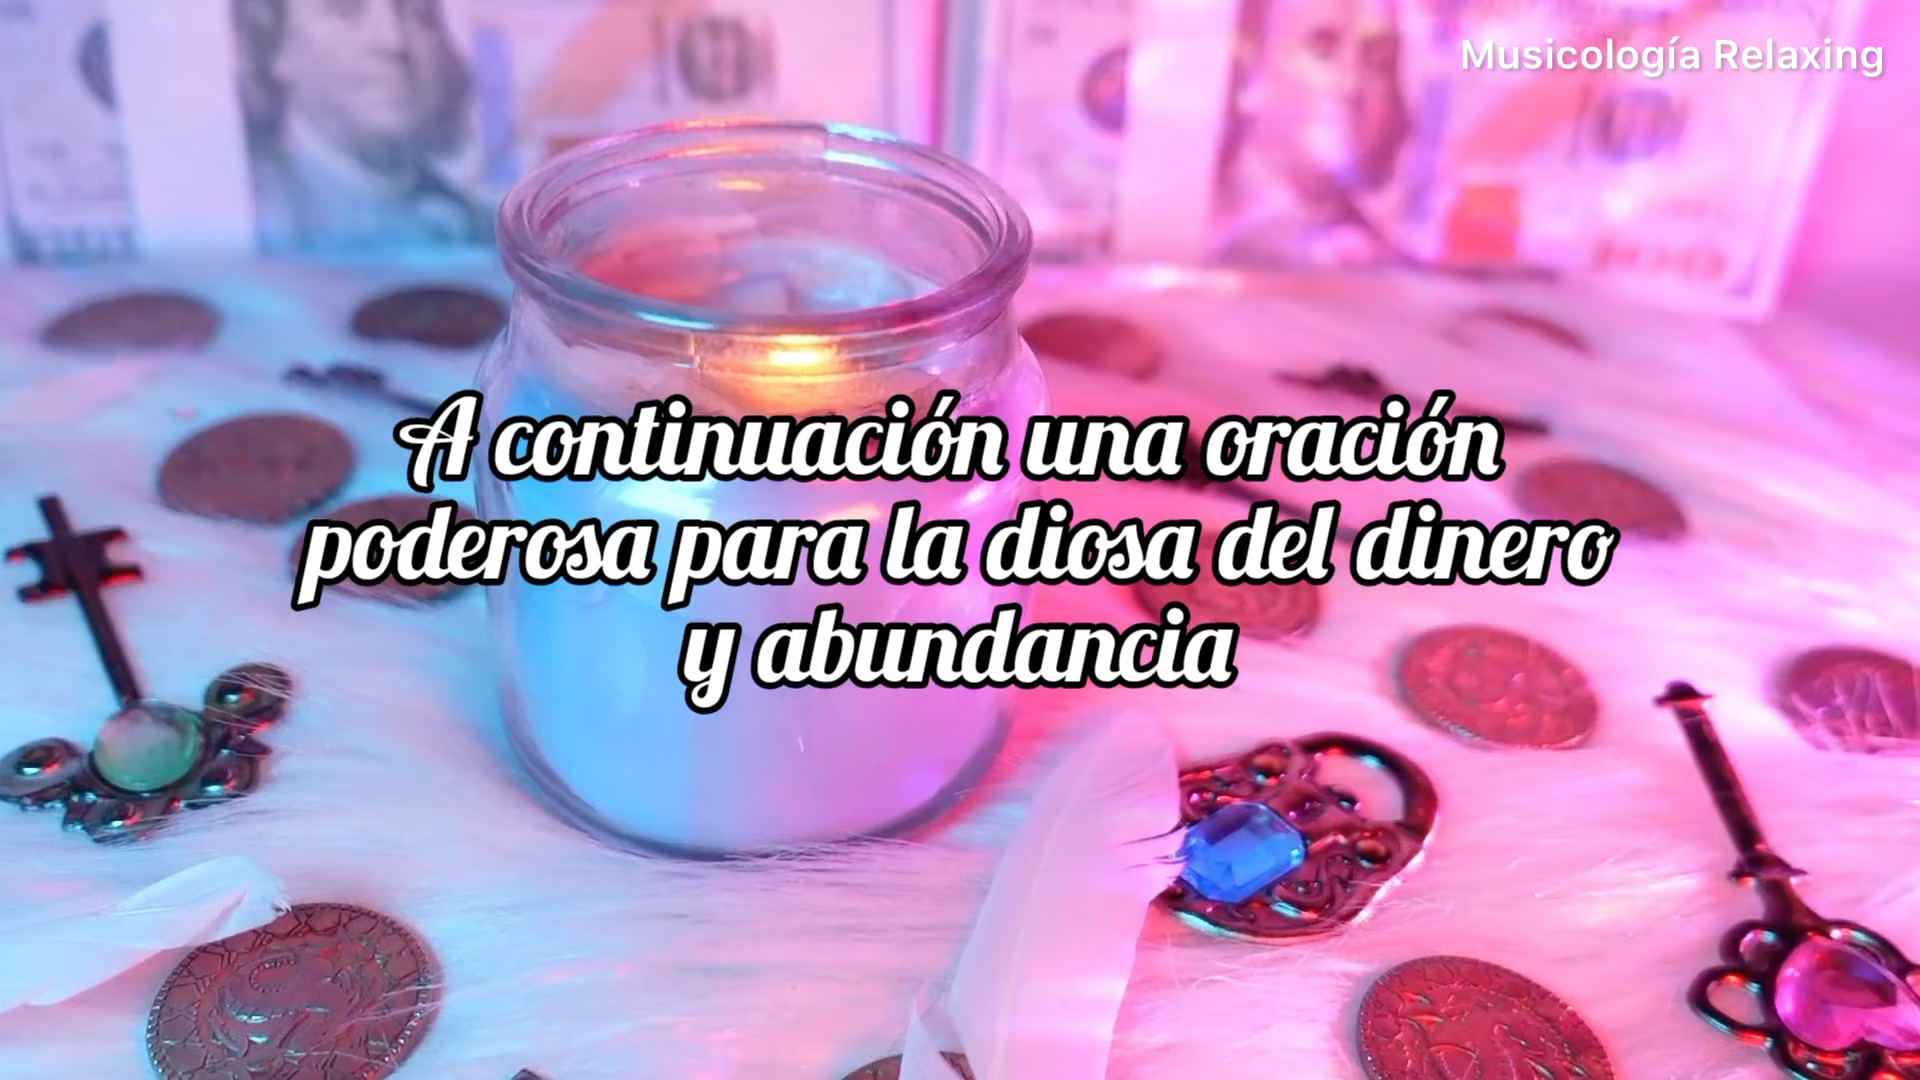 Musicología Relaxing
A continuación una oración
poderosa para la diosa del dinero
y abundancia